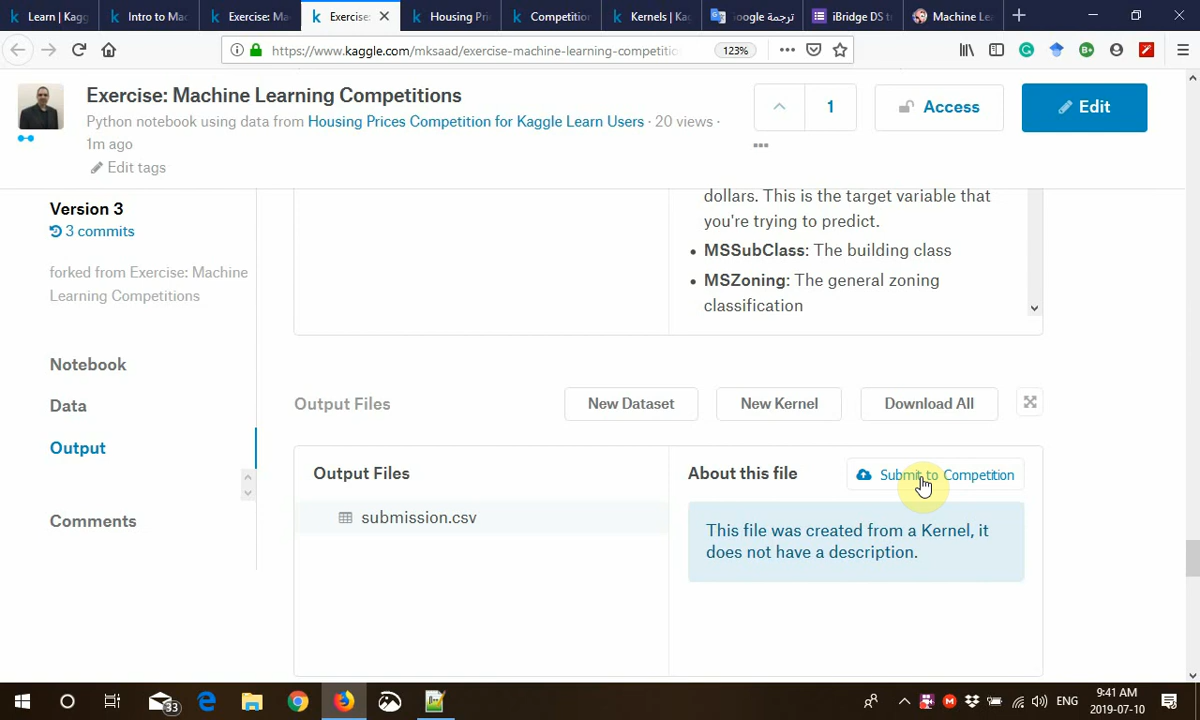 Learn | Kagg
Intro to Mac
Exercise: Ma
Exercise:
Housing Pri
Competition
Kernels | Ka
ترجمة Google
iBridge DS t
Machine Le
https://www.kaggle.com/mksaad/exercise-machine-learning-competitio
123%
Exercise: Machine Learning Competitions
Python notebook using data from Housing Prices Competition for Kaggle Learn Users · 20 views ·
1m ago
Edit tags
1
Access
Edit
Version 3
3 commits
forked from Exercise: Machine
Learning Competitions
Notebook
Data
Output
Comments
dollars. This is the target variable that
you're trying to predict.
• MSSubClass: The building class
• MSZoning: The general zoning
classification
Output Files
New Dataset
New Kernel
Download All
Output Files
submission.csv
About this file
Submit to Competition
This file was created from a Kernel, it
does not have a description.
33
ENG
9:41 AM
2019-07-10